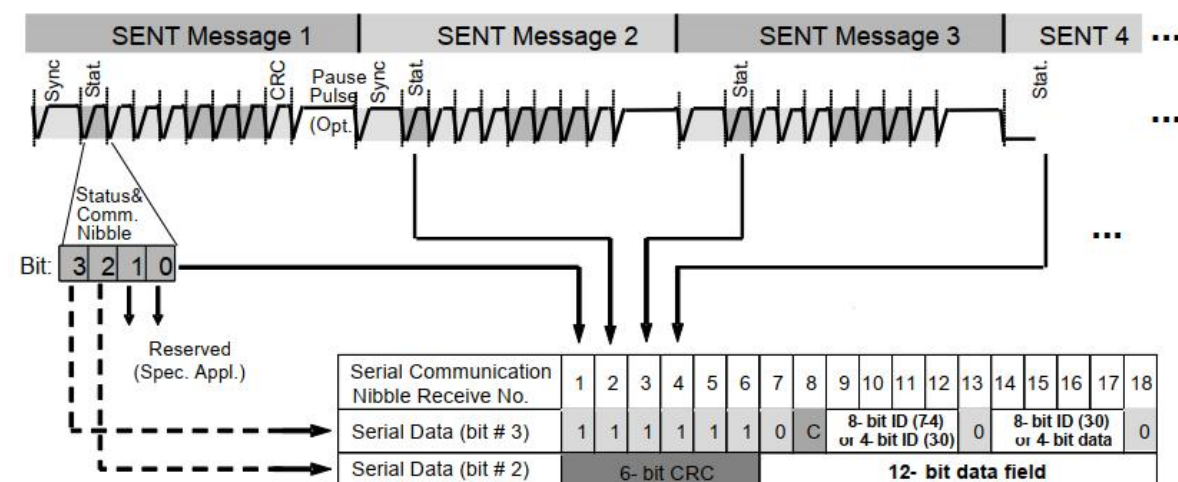 SENT Message 1 SENT Message 2 SENT Message 3 SENT 4 ...
Sync Stat. CRC Pause Sync Stat. Stat. Stat.
Pulse
(Opt. ...
Status&
Comm.
Nibble
...
Bit: 3 2 1 0
Reserved
(Spec. Appl.)
Serial Communication
Nibble Receive No. 1 2 3 4 5 6 7 8 9 10 11 12 13 14 15 16 17 18
Serial Data (bit # 3) 1 1 1 1 1 1 0 C 8- bit ID (7-4) 0 8-bit ID (30) 0
or 4- bit ID (30) or 4-bit data
Serial Data (bit # 2) 6- bit CRC 12- bit data field